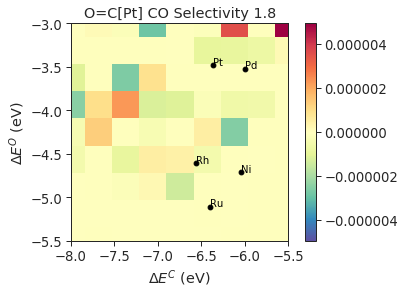 O=C[Pt] CO Selectivity 1.8
ΔE^O (eV)
−3.0
−3.5
−4.0
−4.5
−5.0
−5.5
Pt
Pd
Rh
Ni
Ru
−8.0 −7.5 −7.0 −6.5 −6.0 −5.5
ΔE^C (eV)
0.000004
0.000002
0.000000
−0.000002
−0.000004